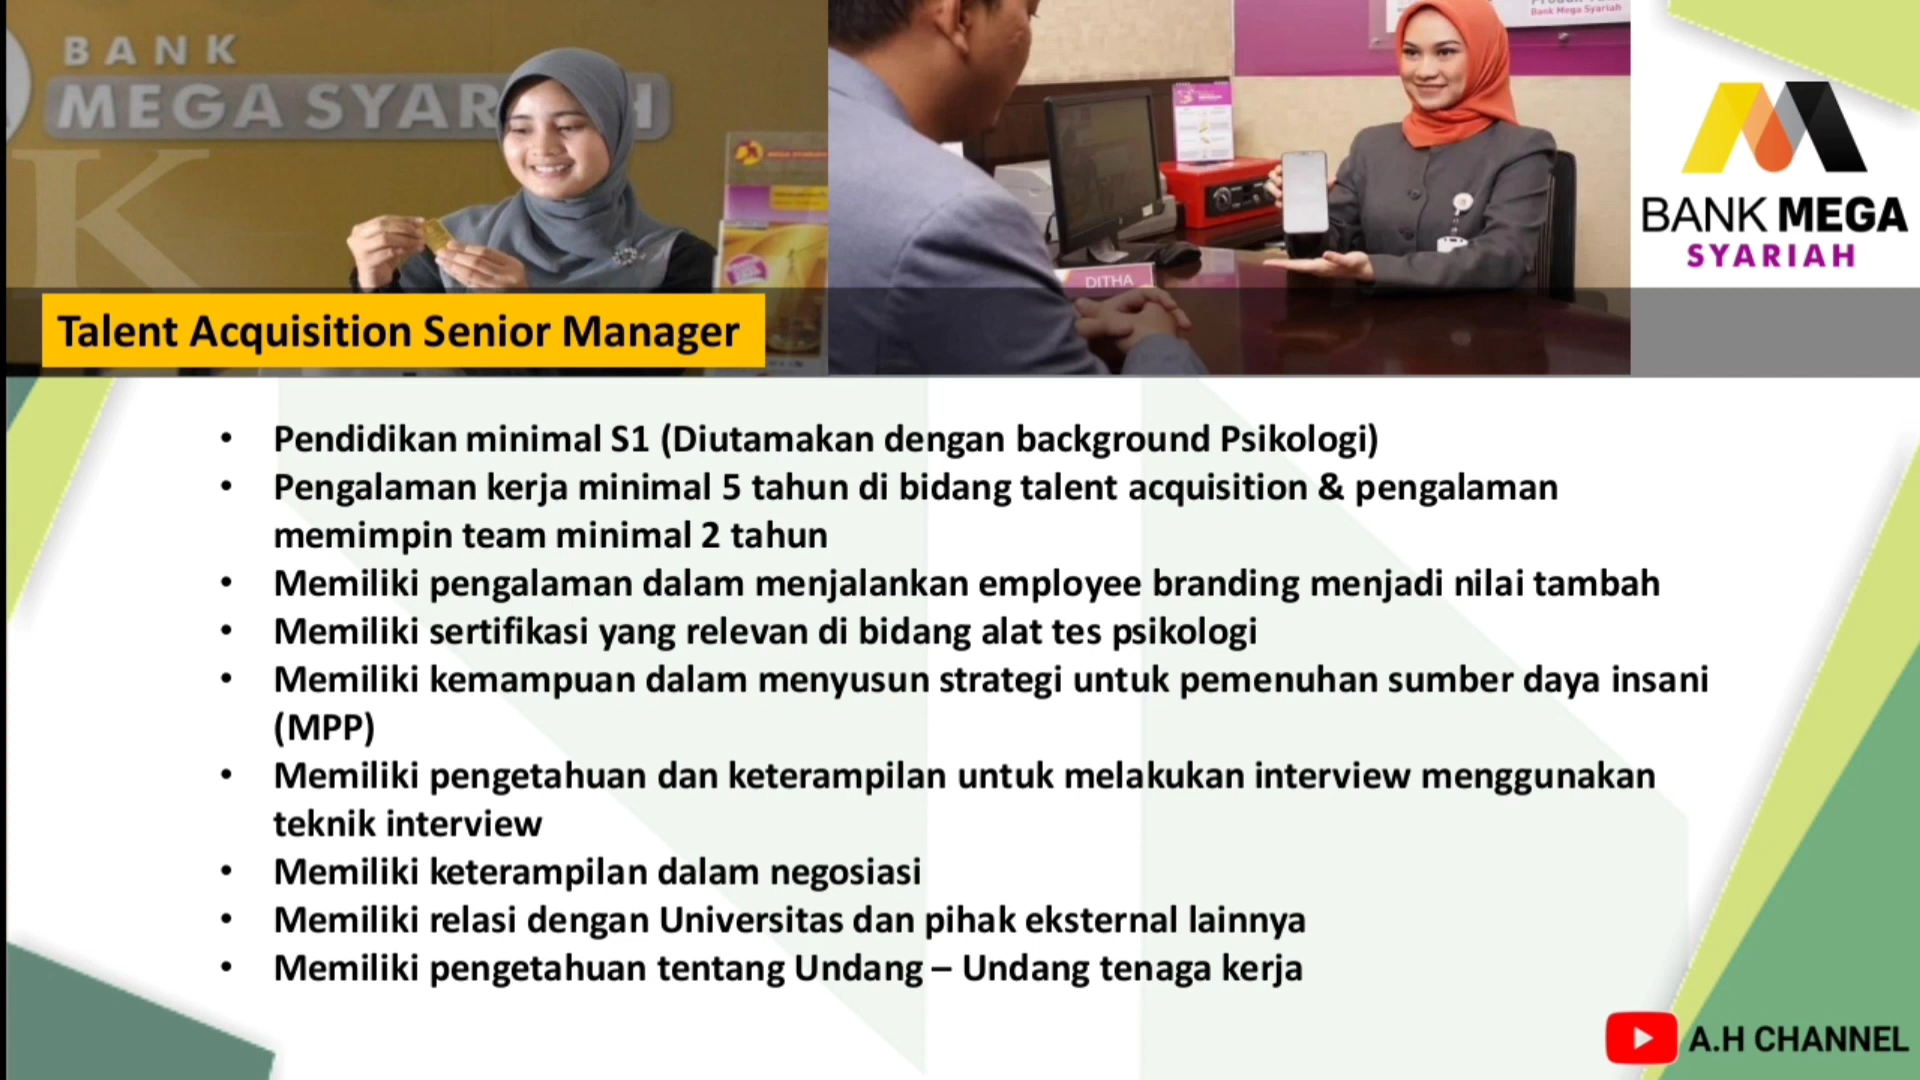 BANK
MEGA SYAR H
K
Bank Mega Syariah
DITHA
BANK MEGA
SYARIAH
Talent Acquisition Senior Manager
• Pendidikan minimal S1 (Diutamakan dengan background Psikologi)
• Pengalaman kerja minimal 5 tahun di bidang talent acquisition & pengalaman
memimpin team minimal 2 tahun
• Memiliki pengalaman dalam menjalankan employee branding menjadi nilai tambah
• Memiliki sertifikasi yang relevan di bidang alat tes psikologi
• Memiliki kemampuan dalam menyusun strategi untuk pemenuhan sumber daya insani
(MPP)
• Memiliki pengetahuan dan keterampilan untuk melakukan interview menggunakan
teknik interview
• Memiliki keterampilan dalam negosiasi
• Memiliki relasi dengan Universitas dan pihak eksternal lainnya
• Memiliki pengetahuan tentang Undang – Undang tenaga kerja
A.H CHANNEL